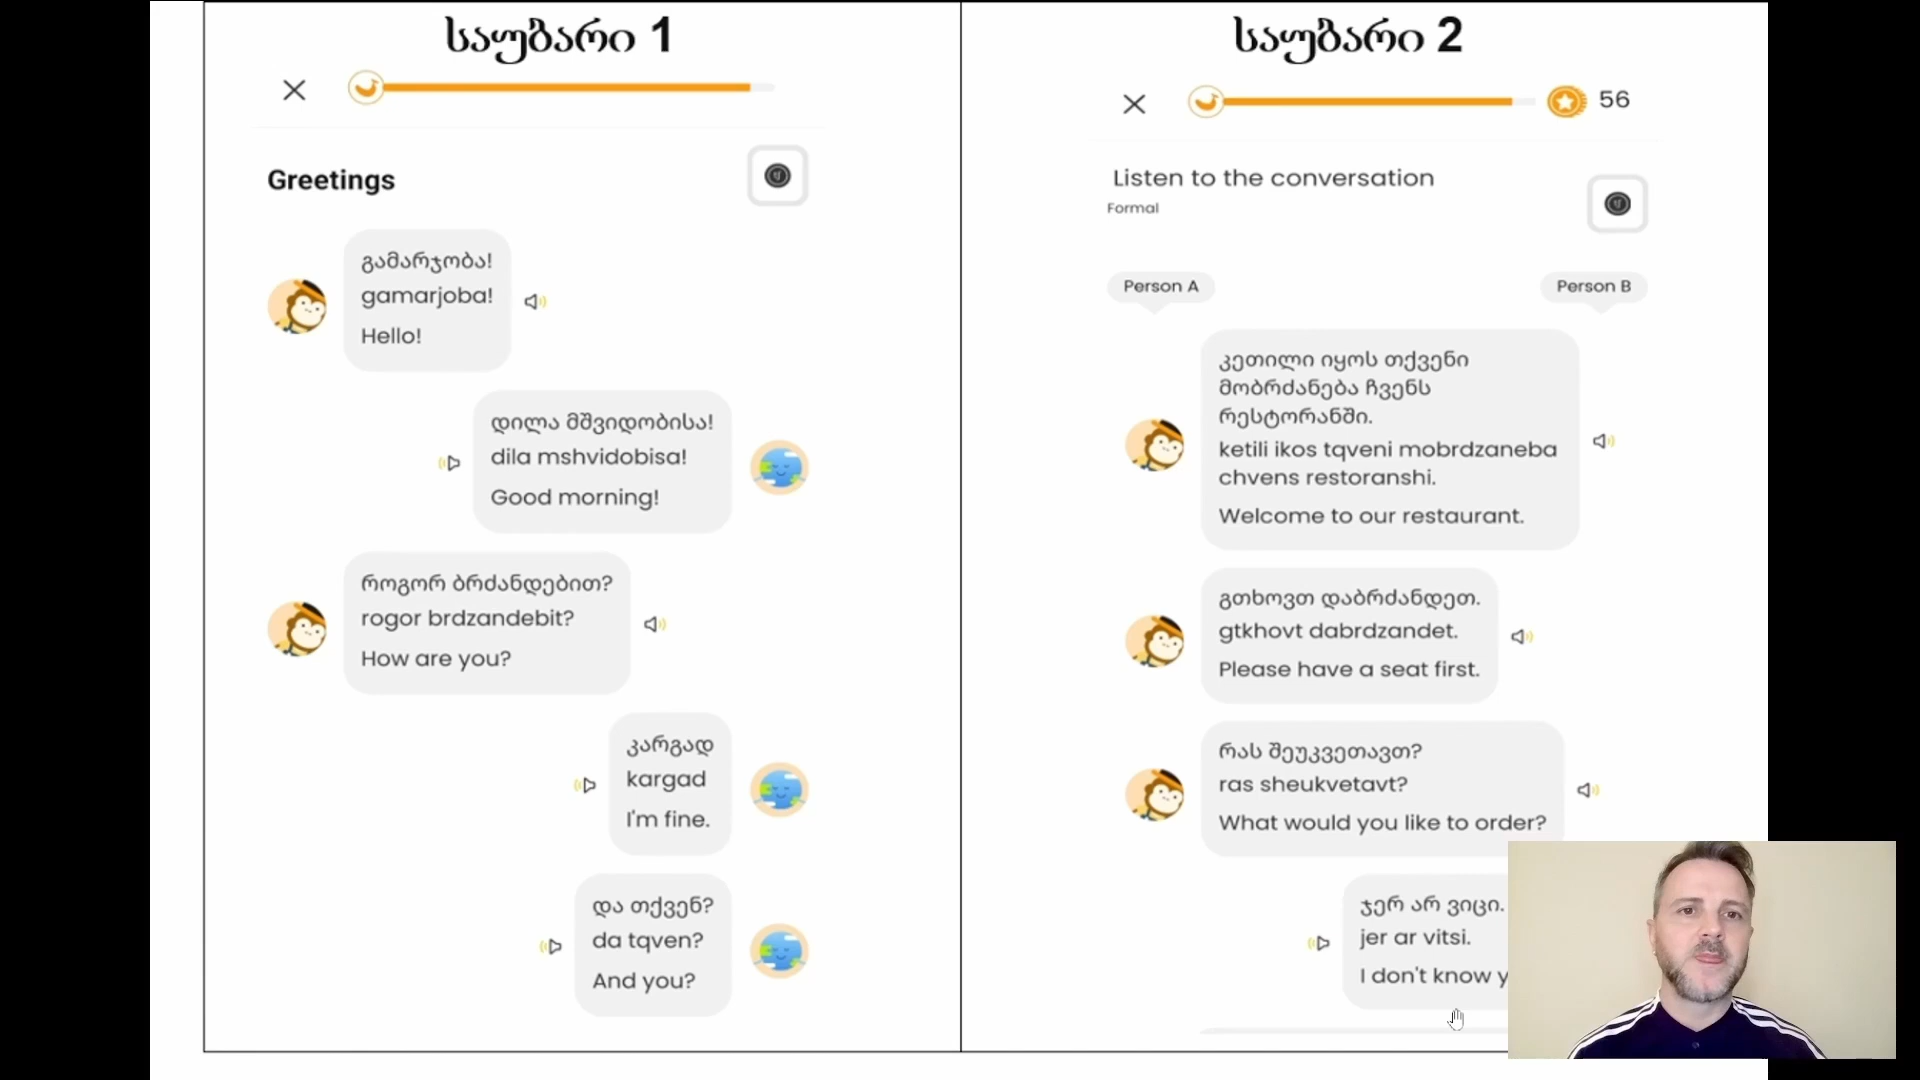 საუბარი 1
Greetings
გამარჯობა!
gamarjoba!
Hello!
დილა მშვიდობისა!
dila mshvidobisa!
Good morning!
როგორ ბრძანდებით?
rogor brdzandebit?
How are you?
კარგად
kargad
I'm fine.
და თქვენ?
da tqven?
And you?
საუბარი 2
56
Listen to the conversation
Formal
Person A
Person B
კეთილი იყოს თქვენი
მობრძანება ჩვენს
რესტორანში.
ketili ikos tqveni mobrdzaneba
chvens restoranshi.
Welcome to our restaurant.
გთხოვთ დაბრძანდეთ.
gtkhovt dabrdzandet.
Please have a seat first.
რას შეუკვეთავთ?
ras sheukvetavt?
What would you like to order?
ჯერ არ ვიცი.
jer ar vitsi.
I don't know y